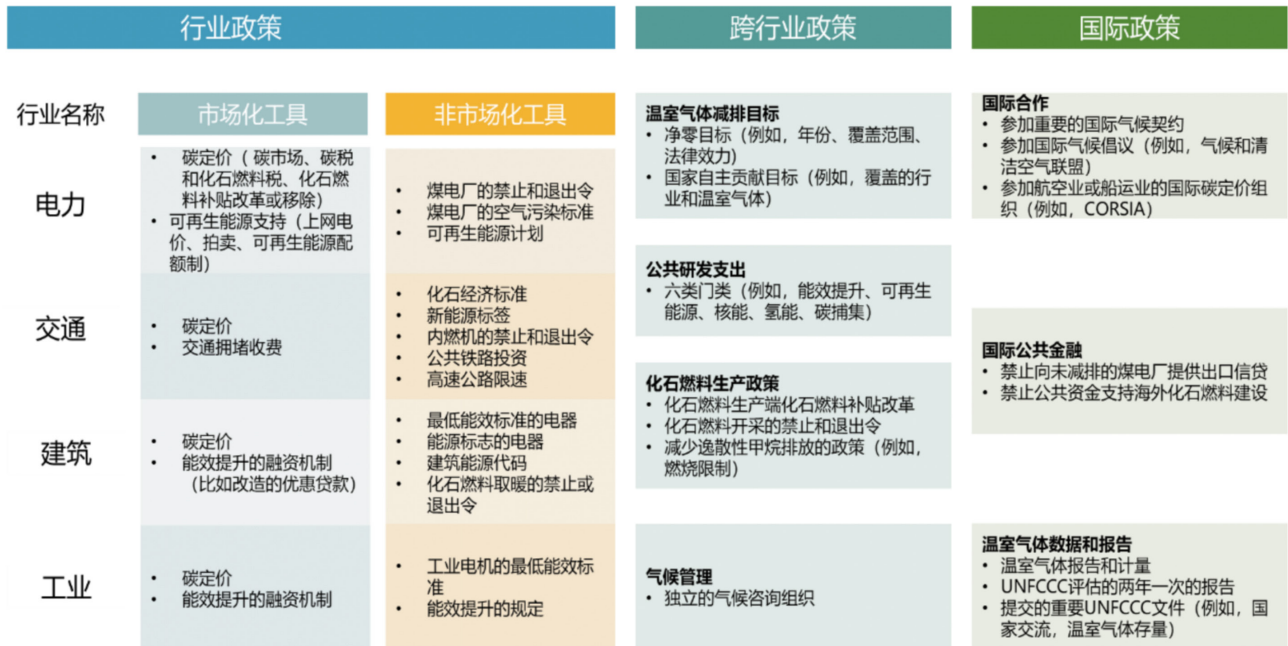 行业政策
跨行业政策
国际政策
行业名称
市场化工具
非市场化工具
电力
• 碳定价（ 碳市场、碳税
和化石燃料税、化石燃
料补贴改革或移除）
• 可再生能源支持（上网电
价、拍卖、可再生能源配
额制）
• 煤电厂的禁止和退出令
• 煤电厂的空气污染标准
• 可再生能源计划
交通
• 碳定价
• 交通拥堵收费
• 化石经济标准
• 新能源标签
• 内燃机的禁止和退出令
• 公共铁路投资
• 高速公路限速
建筑
• 碳定价
• 能效提升的融资机制
（比如改造的优惠贷款）
• 最低能效标准的电器
• 能源标志的电器
• 建筑能源代码
• 化石燃料取暖的禁止或
退出令
工业
• 碳定价
• 能效提升的融资机制
• 工业电机的最低能效标
准
• 能效提升的规定
温室气体减排目标
• 净零目标（例如，年份、覆盖范围、
法律效力）
• 国家自主贡献目标（例如，覆盖的行
业和温室气体）
公共研发支出
• 六类门类（例如，能效提升、可再生
能源、核能、氢能、碳捕集）
化石燃料生产政策
• 化石燃料生产端化石燃料补贴改革
• 化石燃料开采的禁止和退出令
• 减少逸散性甲烷排放的政策（例如，
燃烧限制）
气候管理
• 独立的气候咨询组织
国际合作
• 参加重要的国际气候契约
• 参加国际气候倡议（例如，气候和清
洁空气联盟）
• 参加航空业或船运业的国际碳定价组
织（例如，CORSIA）
国际公共金融
• 禁止向未减排的煤电厂提供出口信贷
• 禁止公共资金支持海外化石燃料建设
温室气体数据和报告
• 温室气体报告和计量
• UNFCCC评估的两年一次的报告
• 提交的重要UNFCCC文件（例如，国
家交流，温室气体存量）